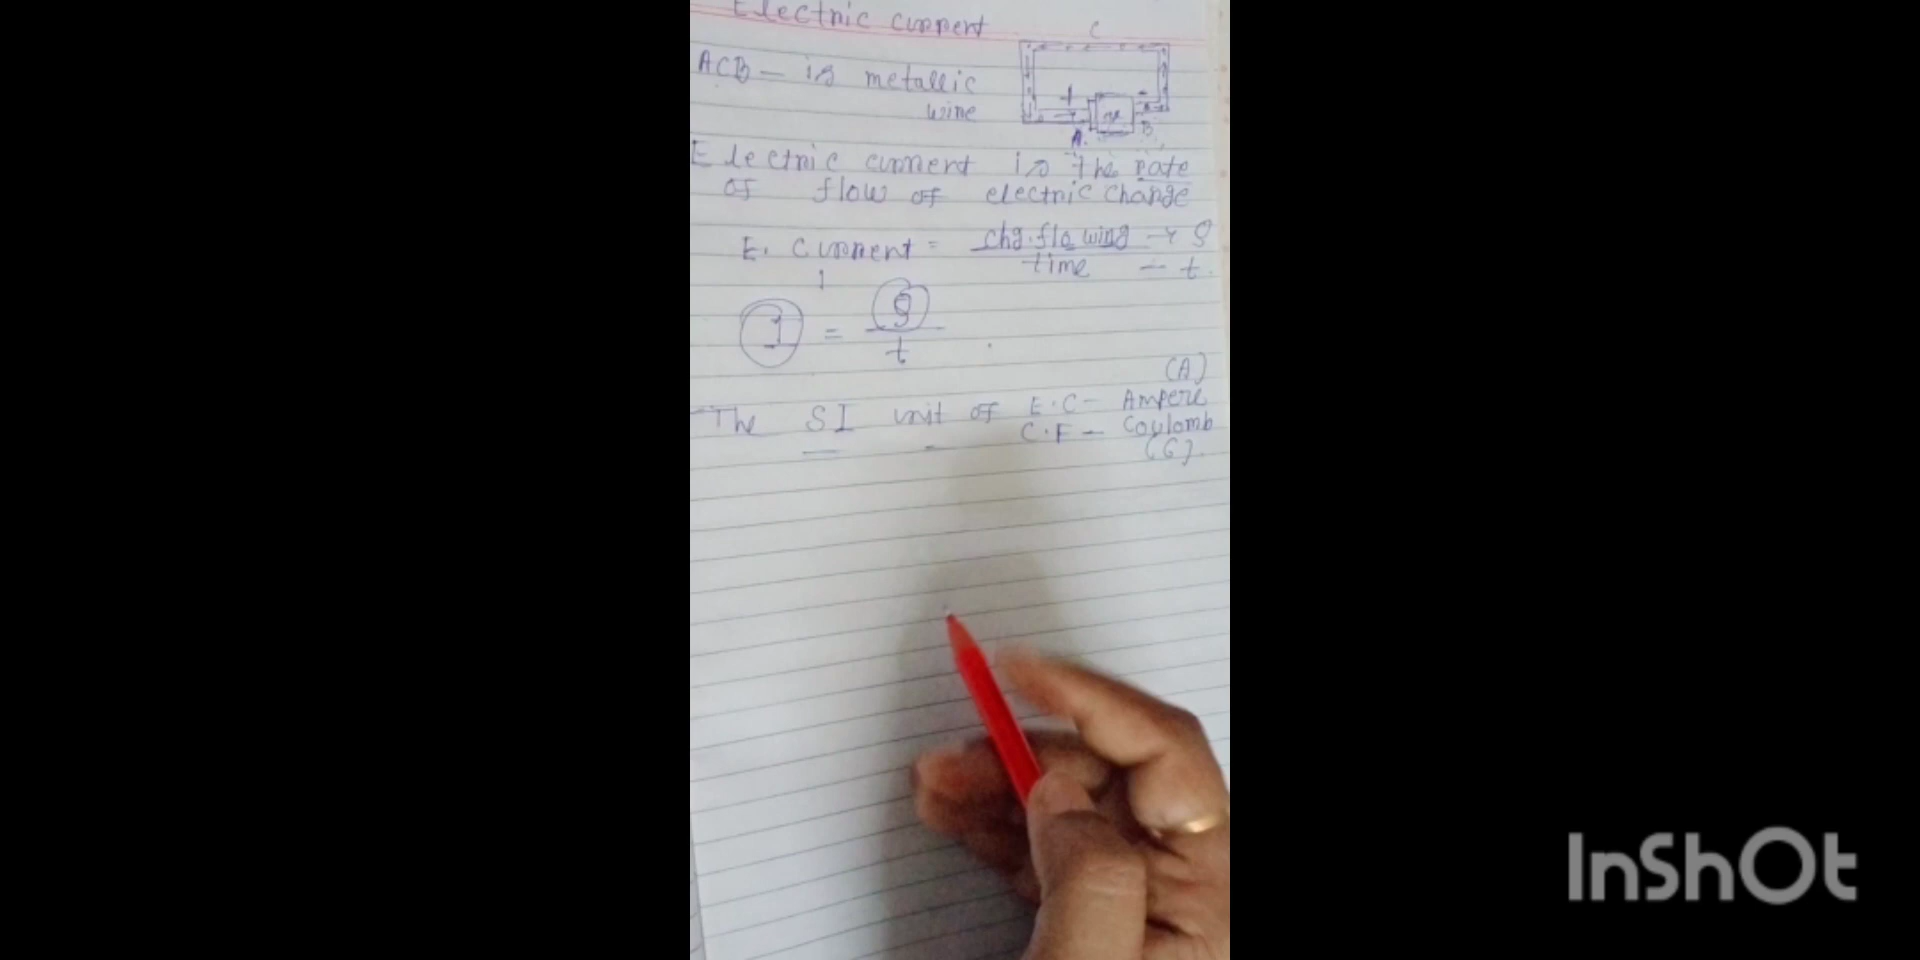 Electric current
C
ACB - is metallic
wire
+ -
A. B
Electric current is the rate
of flow of electric charge
E. Current = chg. flowing → Q
time - t.
I
I = Q
t
(A)
The SI unit of E.C - Ampere
C.F - Coulomb
(C).
InShOt